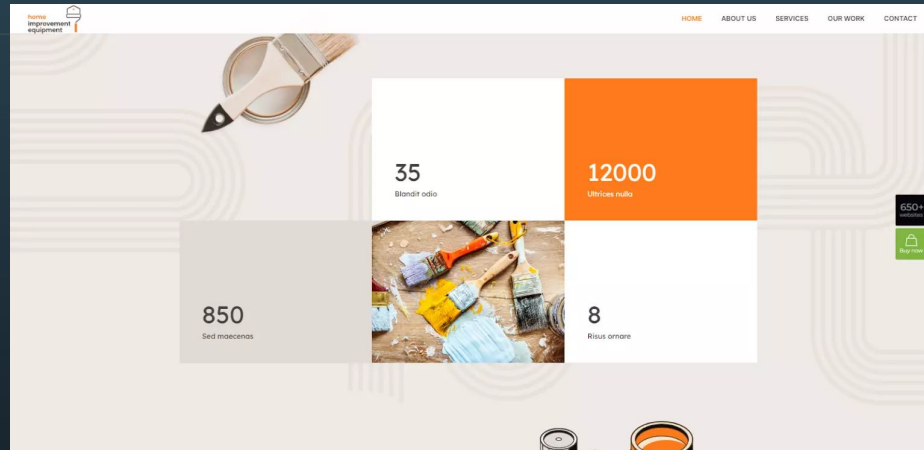 home
improvement
equipment
HOME ABOUT US SERVICES OUR WORK CONTACT
35
Blandit odio
12000
Ultrices nulla
650+
websites
Buy now
850
Sed maecenas
8
Risus ornare